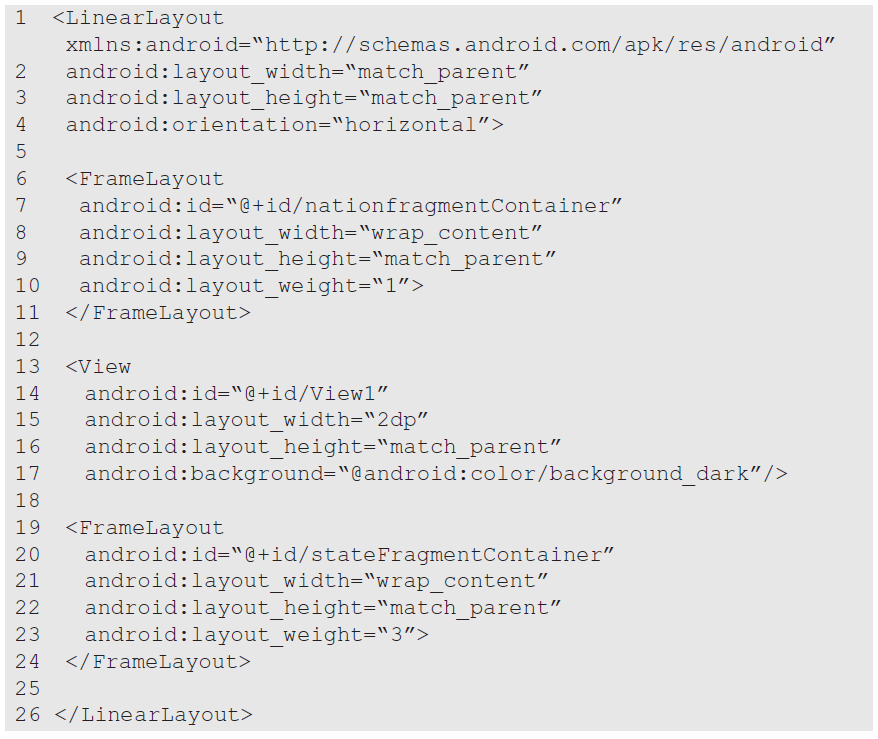 1 <LinearLayout
xmlns:android=“http://schemas.android.com/apk/res/android”
2 android:layout_width=“match_parent”
3 android:layout_height=“match_parent”
4 android:orientation=“horizontal”>
5
6 <FrameLayout
7 android:id=“@+id/nationfragmentContainer”
8 android:layout_width=“wrap_content”
9 android:layout_height=“match_parent”
10 android:layout_weight=“1”>
11 </FrameLayout>
12
13 <View
14 android:id=“@+id/View1”
15 android:layout_width=“2dp”
16 android:layout_height=“match_parent”
17 android:background=“@android:color/background_dark”/>
18
19 <FrameLayout
20 android:id=“@+id/stateFragmentContainer”
21 android:layout_width=“wrap_content”
22 android:layout_height=“match_parent”
23 android:layout_weight=“3”>
24 </FrameLayout>
25
26 </LinearLayout>